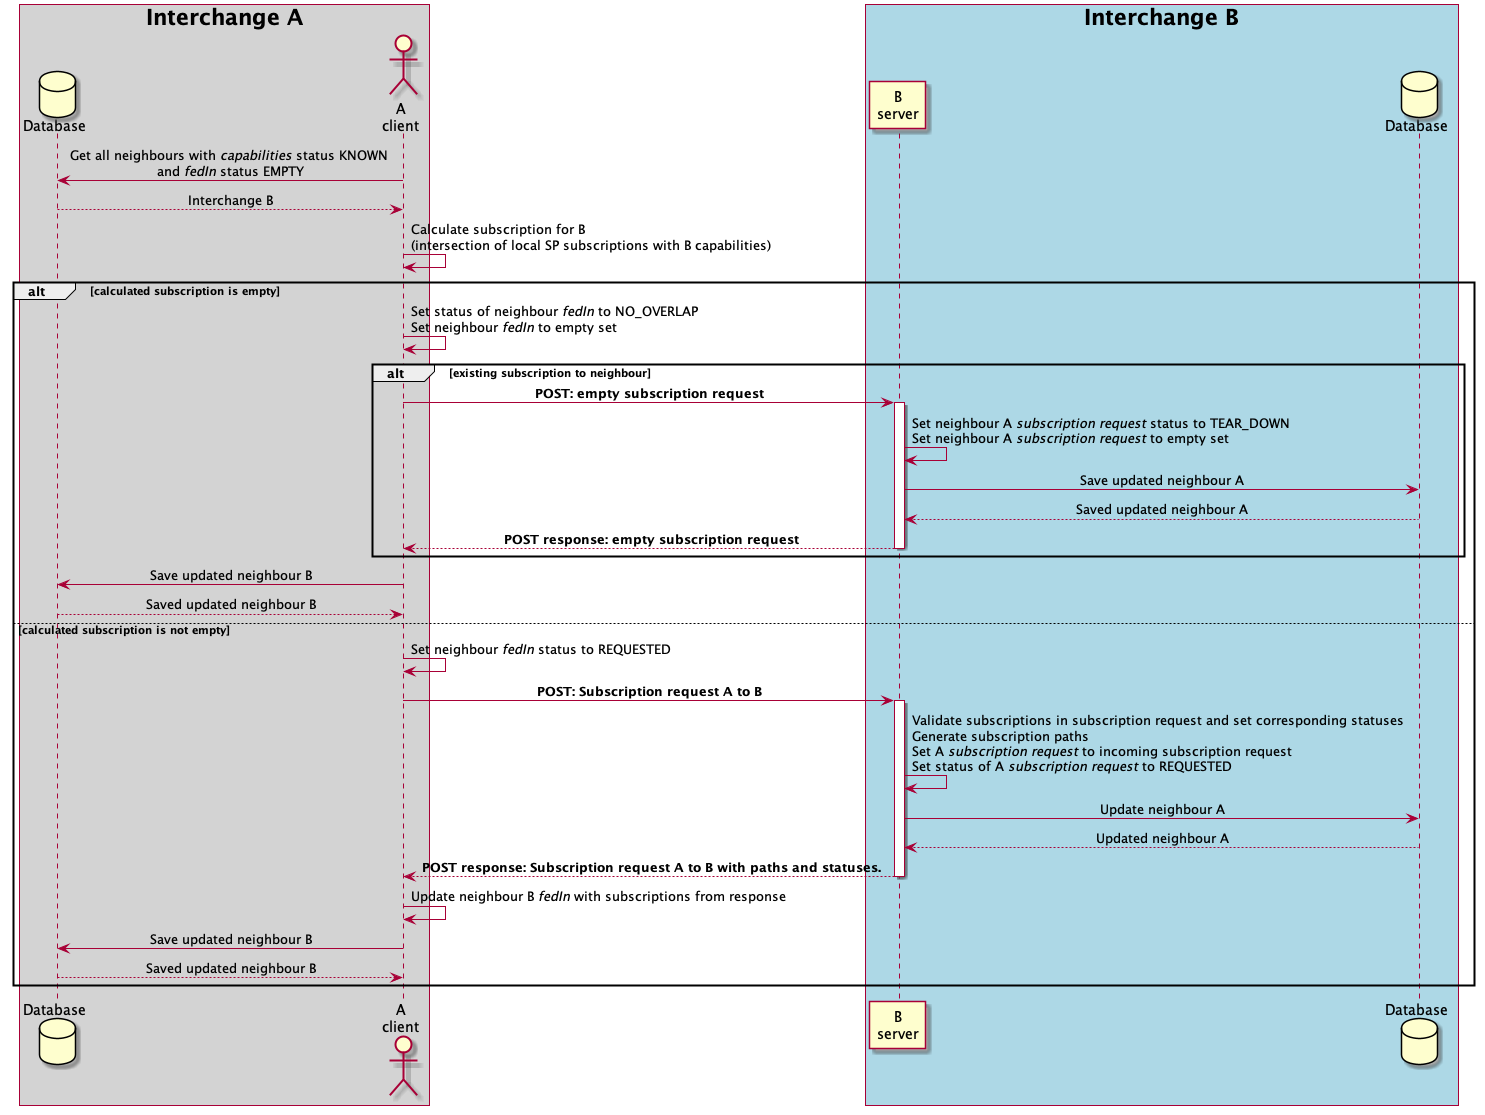 Interchange A
Interchange B
Database
A
client
B
server
Database
Get all neighbours with capabilities status KNOWN
and fedIn status EMPTY
Interchange B
Calculate subscription for B
(intersection of local SP subscriptions with B capabilities)
alt [calculated subscription is empty]
Set status of neighbour fedIn to NO_OVERLAP
Set neighbour fedIn to empty set
alt [existing subscription to neighbour]
POST: empty subscription request
Set neighbour A subscription request status to TEAR_DOWN
Set neighbour A subscription request to empty set
Save updated neighbour A
Saved updated neighbour A
POST response: empty subscription request
Save updated neighbour B
Saved updated neighbour B
[calculated subscription is not empty]
Set neighbour fedIn status to REQUESTED
POST: Subscription request A to B
Validate subscriptions in subscription request and set corresponding statuses
Generate subscription paths
Set A subscription request to incoming subscription request
Set status of A subscription request to REQUESTED
Update neighbour A
Updated neighbour A
POST response: Subscription request A to B with paths and statuses.
Update neighbour B fedIn with subscriptions from response
Save updated neighbour B
Saved updated neighbour B
Database
A
client
B
server
Database